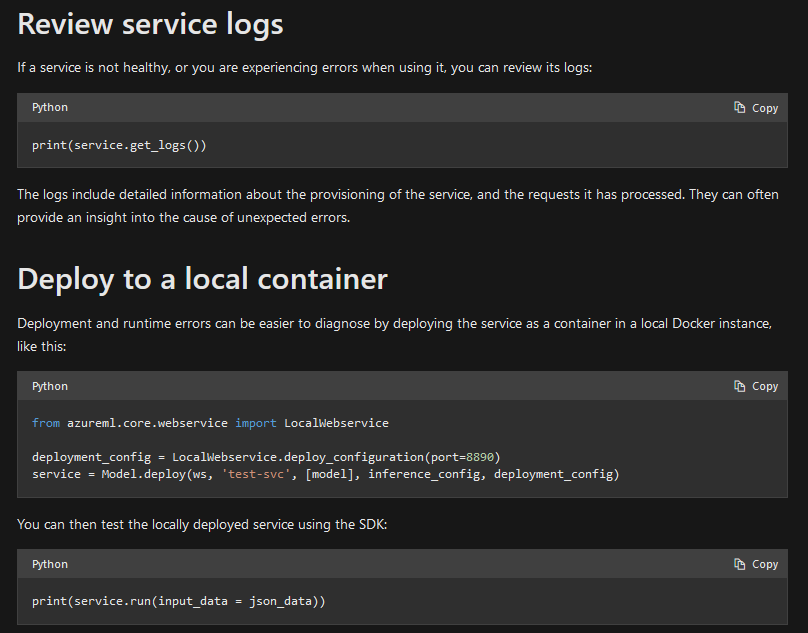 Review service logs
If a service is not healthy, or you are experiencing errors when using it, you can review its logs:
Python
Copy
print(service.get_logs())
The logs include detailed information about the provisioning of the service, and the requests it has processed. They can often
provide an insight into the cause of unexpected errors.
Deploy to a local container
Deployment and runtime errors can be easier to diagnose by deploying the service as a container in a local Docker instance,
like this:
Python
Copy
from azureml.core.webservice import LocalWebservice
deployment_config = LocalWebservice.deploy_configuration(port=8890)
service = Model.deploy(ws, 'test-svc', [model], inference_config, deployment_config)
You can then test the locally deployed service using the SDK:
Python
Copy
print(service.run(input_data = json_data))